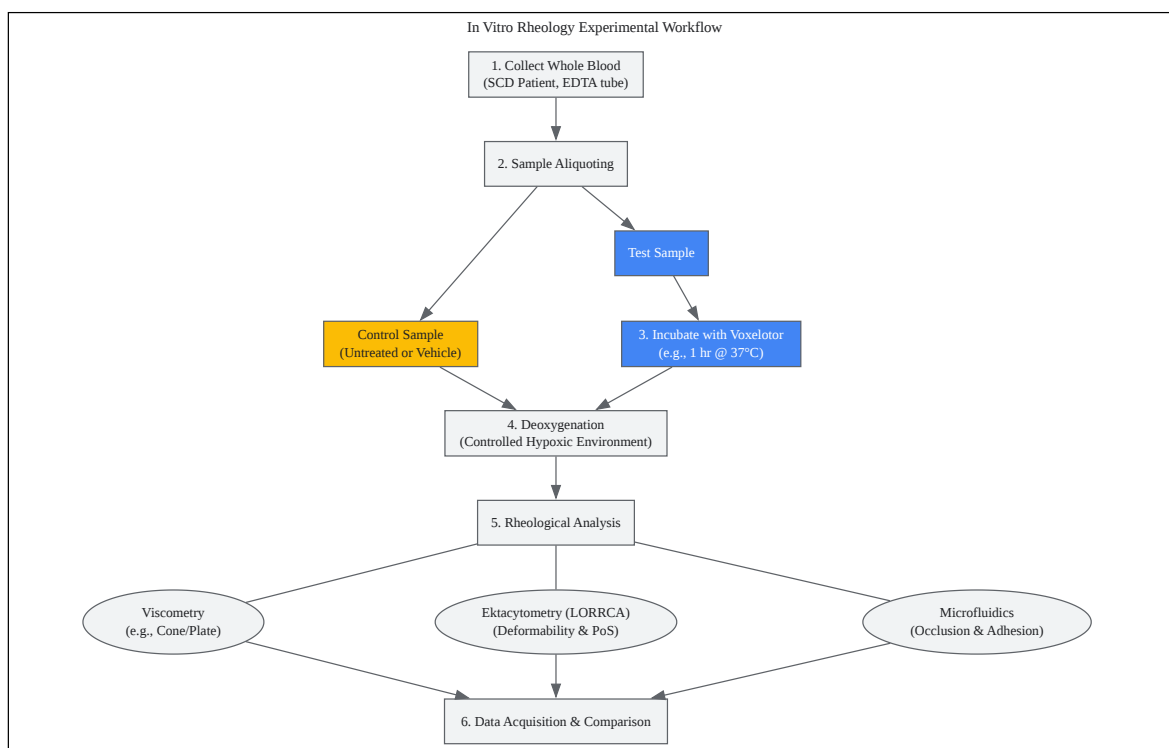 In Vitro Rheology Experimental Workflow
1. Collect Whole Blood
(SCD Patient, EDTA tube)
2. Sample Aliquoting
Test Sample
Control Sample
(Untreated or Vehicle)
3. Incubate with Voxelotor
(e.g., 1 hr @ 37°C)
4. Deoxygenation
(Controlled Hypoxic Environment)
5. Rheological Analysis
Viscometry
(e.g., Cone/Plate)
Ektacytometry (LORRCA)
(Deformability & PoS)
Microfluidics
(Occlusion & Adhesion)
6. Data Acquisition & Comparison